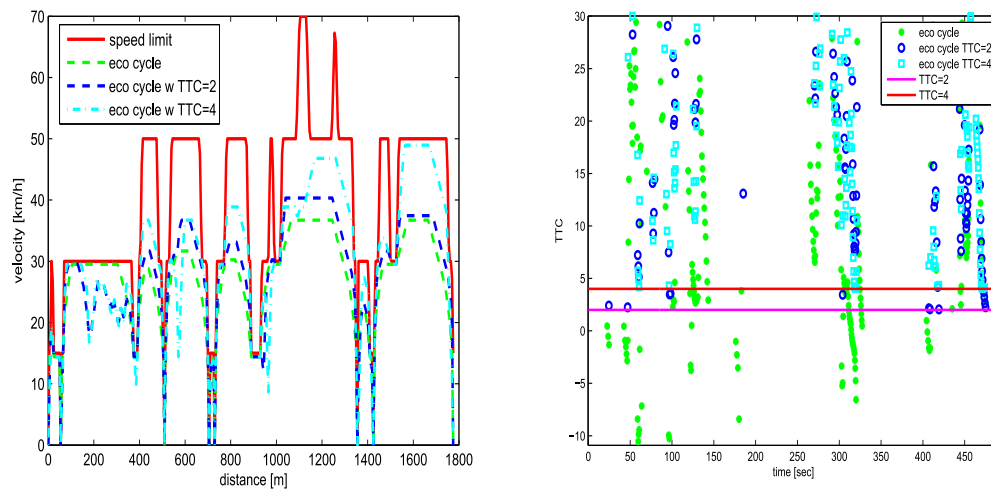 70
60
50
40
30
20
10
0
velocity [km/h]
speed limit
eco cycle
eco cycle w TTC=2
eco cycle w TTC=4
0 200 400 600 800 1000 1200 1400 1600 1800
distance [m]
30
25
20
15
10
5
0
−5
−10
TTC
eco cycle
eco cycle TTC=2
eco cycle TTC=4
TTC=2
TTC=4
0 50 100 150 200 250 300 350 400 450
time [sec]